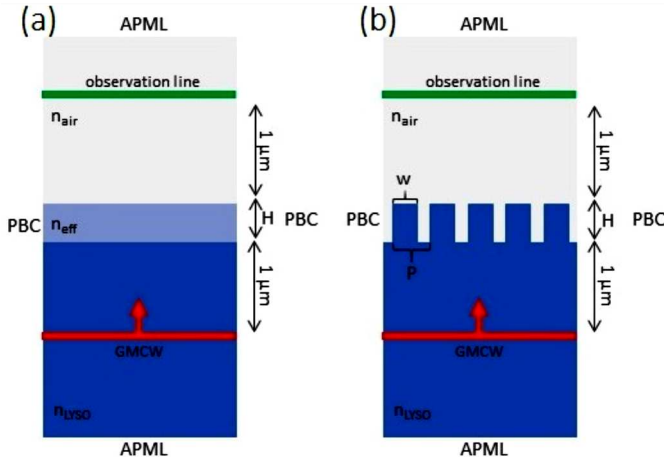 (a)
APML
observation line
n_air
1 μm
PBC
n_eff
H
PBC
1 μm
GMCW
n_LYSO
APML
(b)
APML
observation line
n_air
1 μm
w
PBC
H
PBC
P
1 μm
GMCW
n_LYSO
APML